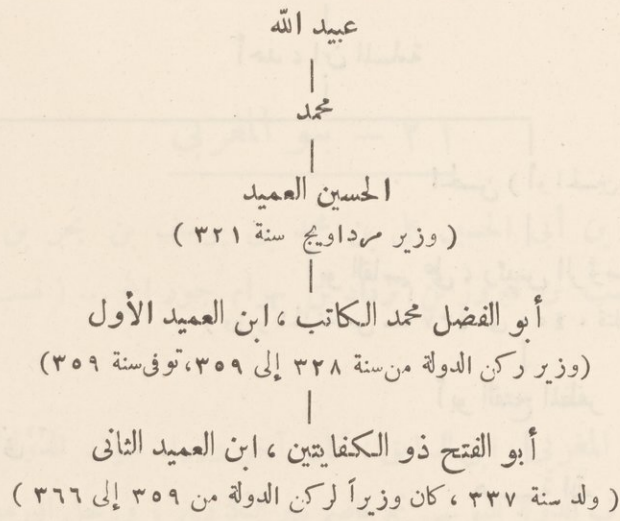 عبيد الله
محمد
الحسين العميد
( وزير مرداويج سنة ٣٢١ )
أبو الفضل محمد الكاتب ، ابن العميد الأول
(وزير ركن الدولة من سنة ٣٢٨ إلى ٣٥٩، توفى سنة ٣٥٩)
أبو الفتح ذو الكفايتين ، ابن العميد الثانى
( ولد سنة ٣٣٧ ، كان وزيراً لركن الدولة من ٣٥٩ إلى ٣٦٦ )